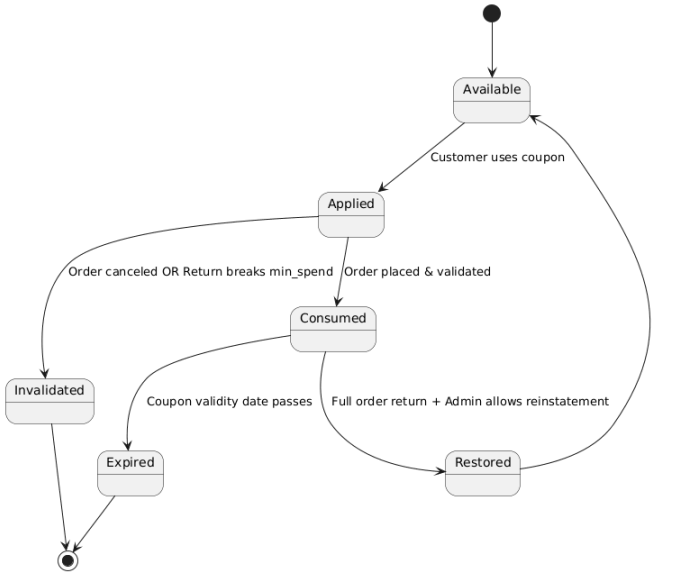 Available
Customer uses coupon
Applied
Order canceled OR Return breaks min_spend
Order placed & validated
Consumed
Invalidated
Coupon validity date passes
Full order return + Admin allows reinstatement
Expired
Restored